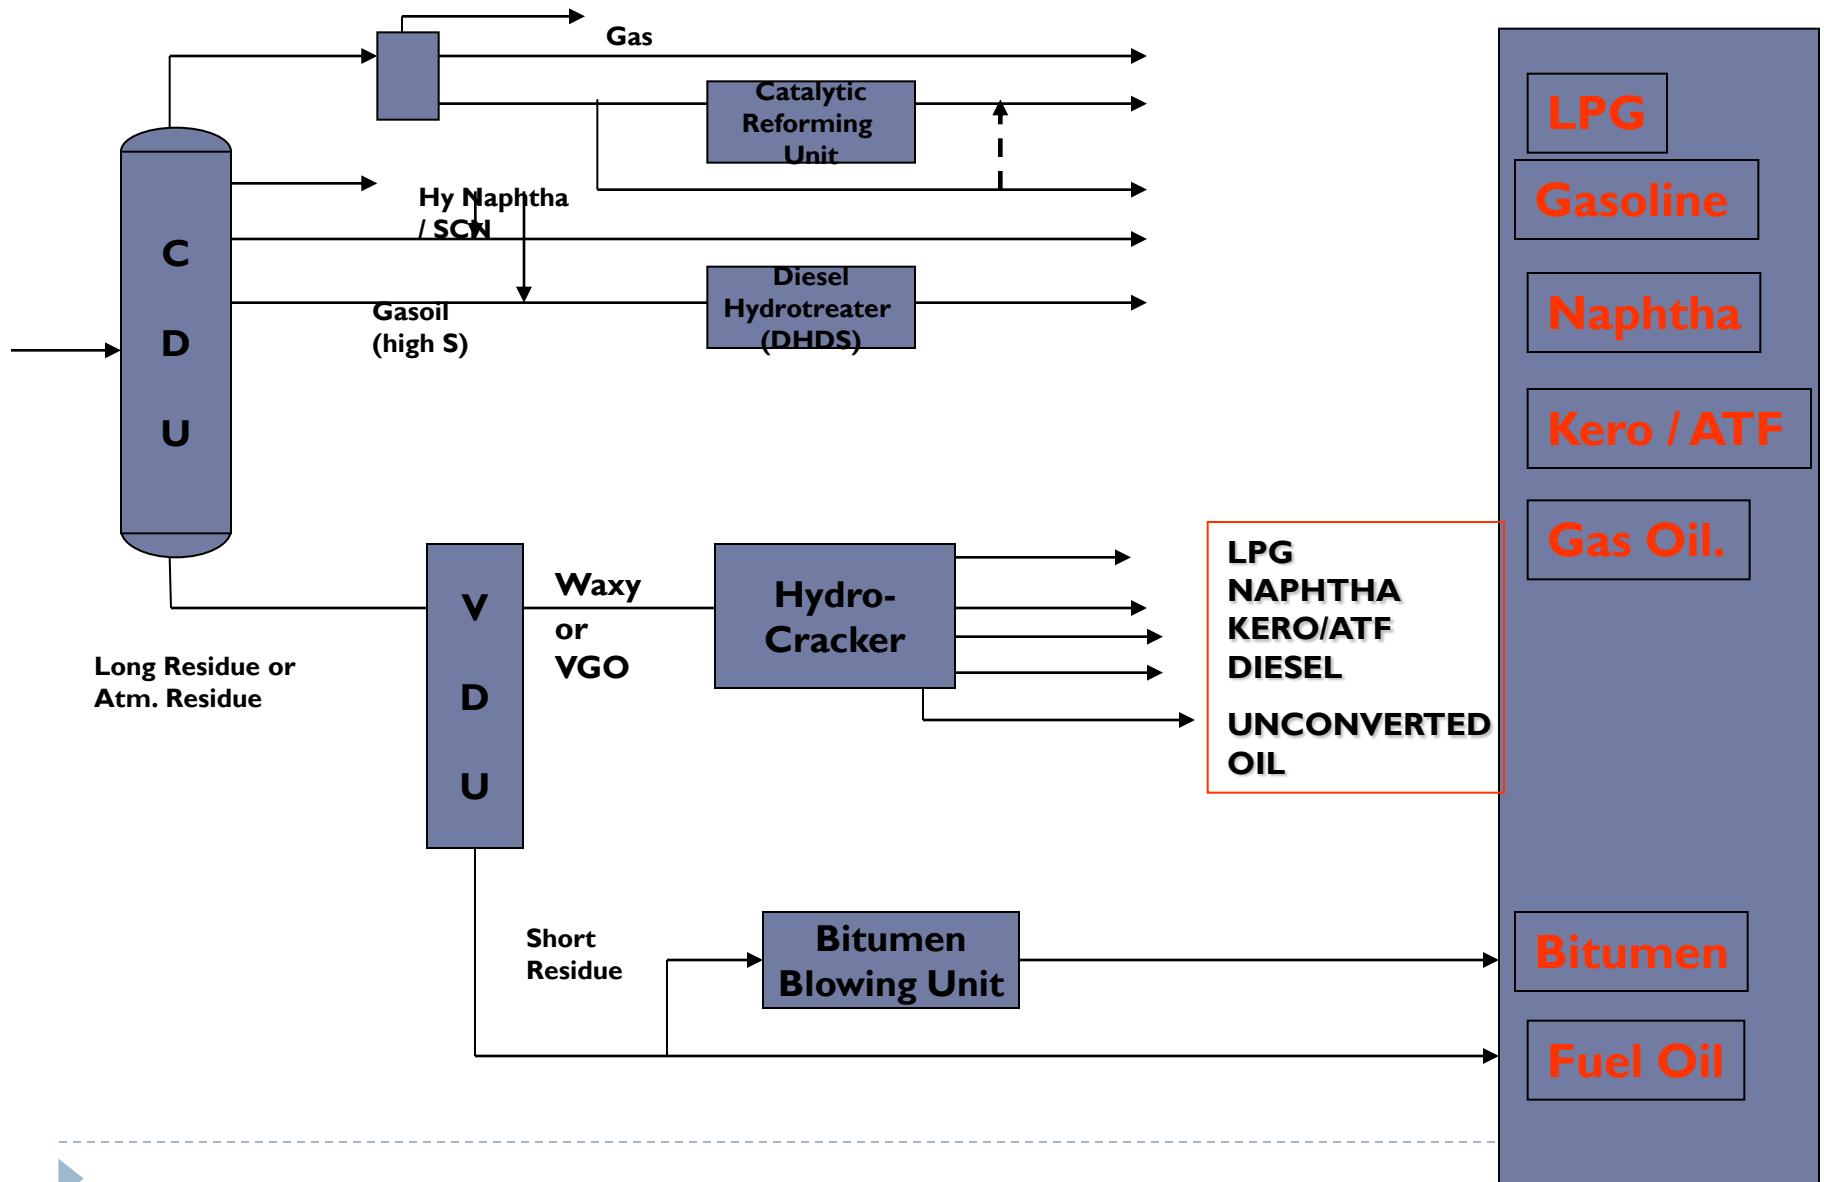 Gas
Catalytic
Reforming
Unit
Hy Naphtha
/ SCN
C
D
U
Diesel
Hydrotreater
(DHDS)
Gasoil
(high S)
Long Residue or
Atm. Residue
V
D
U
Waxy
or
VGO
Hydro-
Cracker
LPG
NAPHTHA
KERO/ATF
DIESEL
UNCONVERTED
OIL
Short
Residue
Bitumen
Blowing Unit
LPG
Gasoline
Naphtha
Kero / ATF
Gas Oil.
Bitumen
Fuel Oil